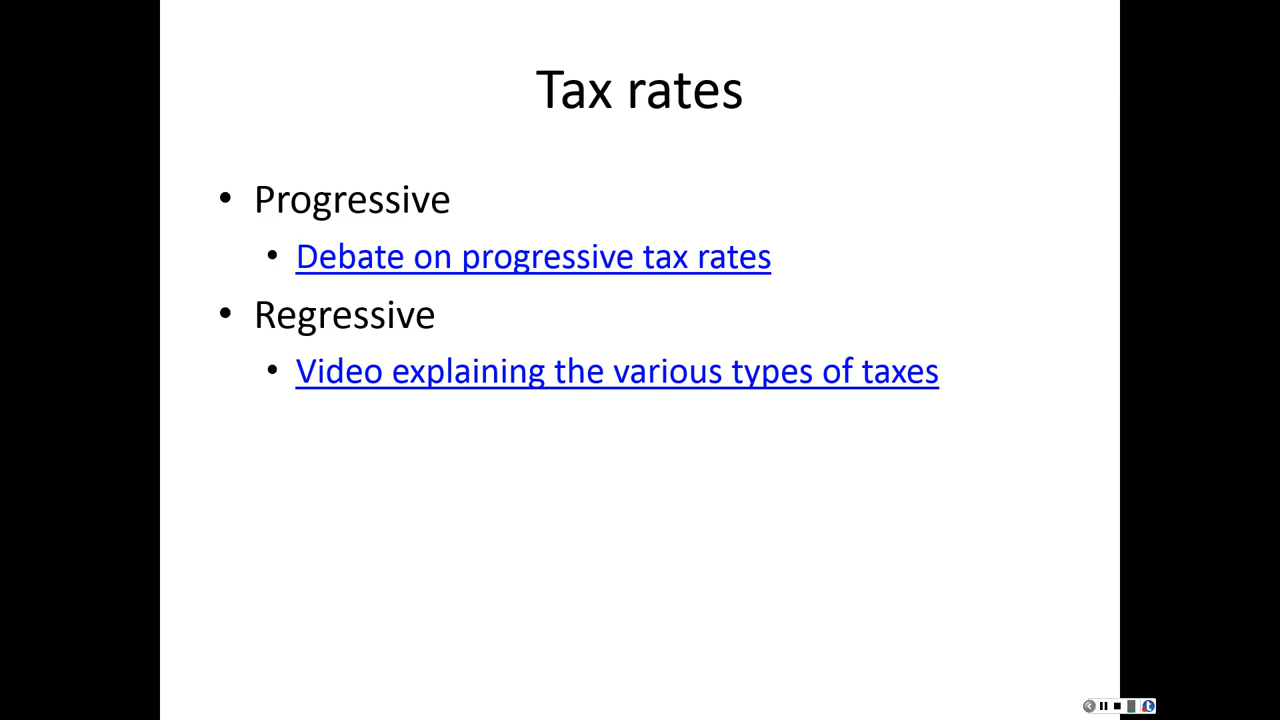 Tax rates
• Progressive
• Debate on progressive tax rates
• Regressive
• Video explaining the various types of taxes